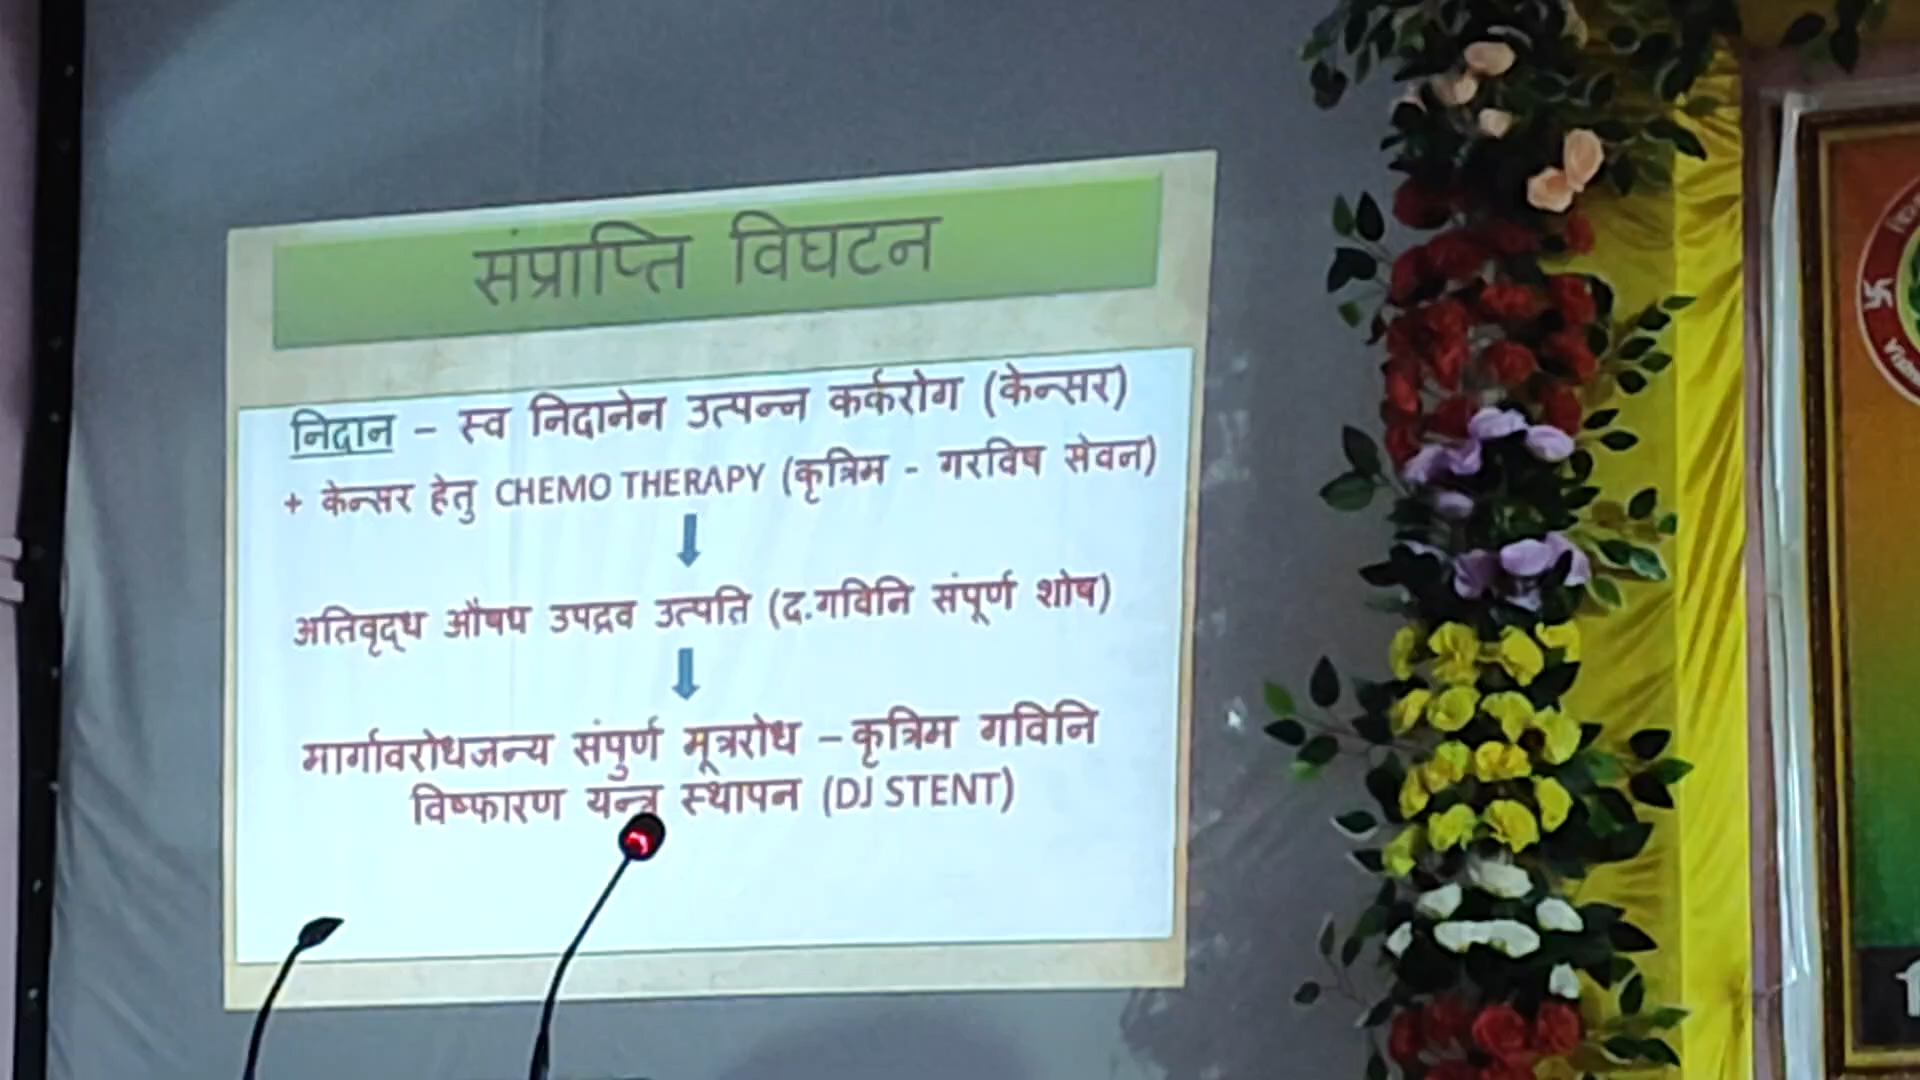 संप्राप्ति विघटन
निदान – स्व निदानेन उत्पन्न कर्करोग (केन्सर)
+ केन्सर हेतु CHEMO THERAPY (कृत्रिम - गरविष सेवन)
अतिवृद्ध औषध उपद्रव उत्पति (द.गविनि संपूर्ण शोष)
मार्गावरोधजन्य संपुर्ण मूत्ररोध – कृत्रिम गविनि
विष्फारण यन्त्र स्थापन (DJ STENT)